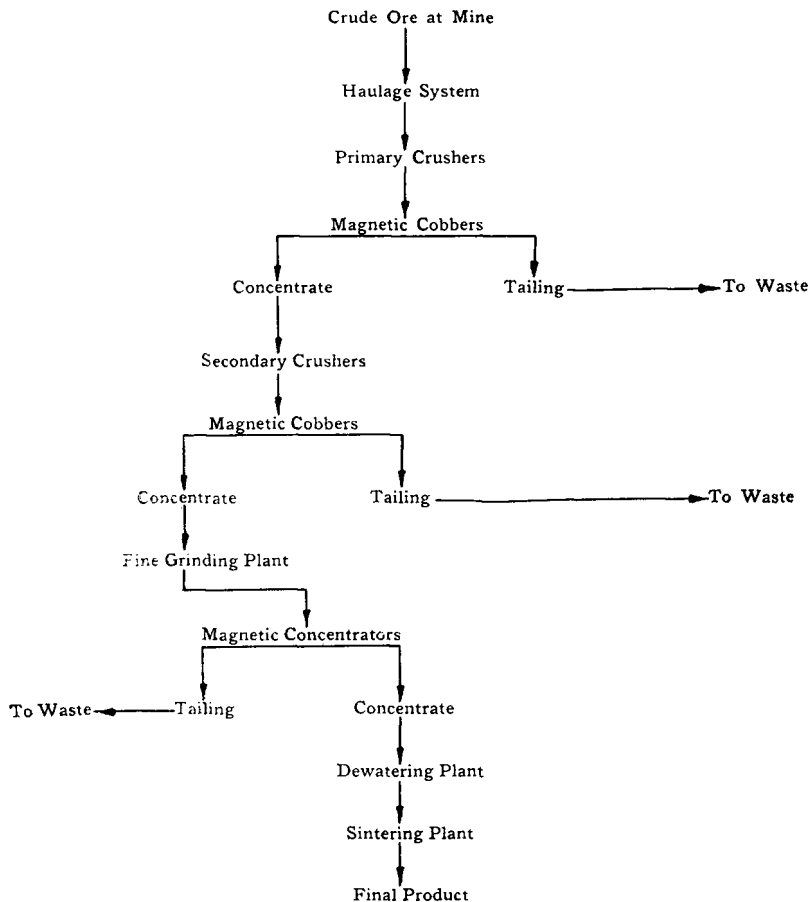 Crude Ore at Mine
Haulage System
Primary Crushers
Magnetic Cobbers
Concentrate
Tailing
To Waste
Secondary Crushers
Magnetic Cobbers
Concentrate
Tailing
To Waste
Fine Grinding Plant
Magnetic Concentrators
To Waste
Tailing
Concentrate
Dewatering Plant
Sintering Plant
Final Product